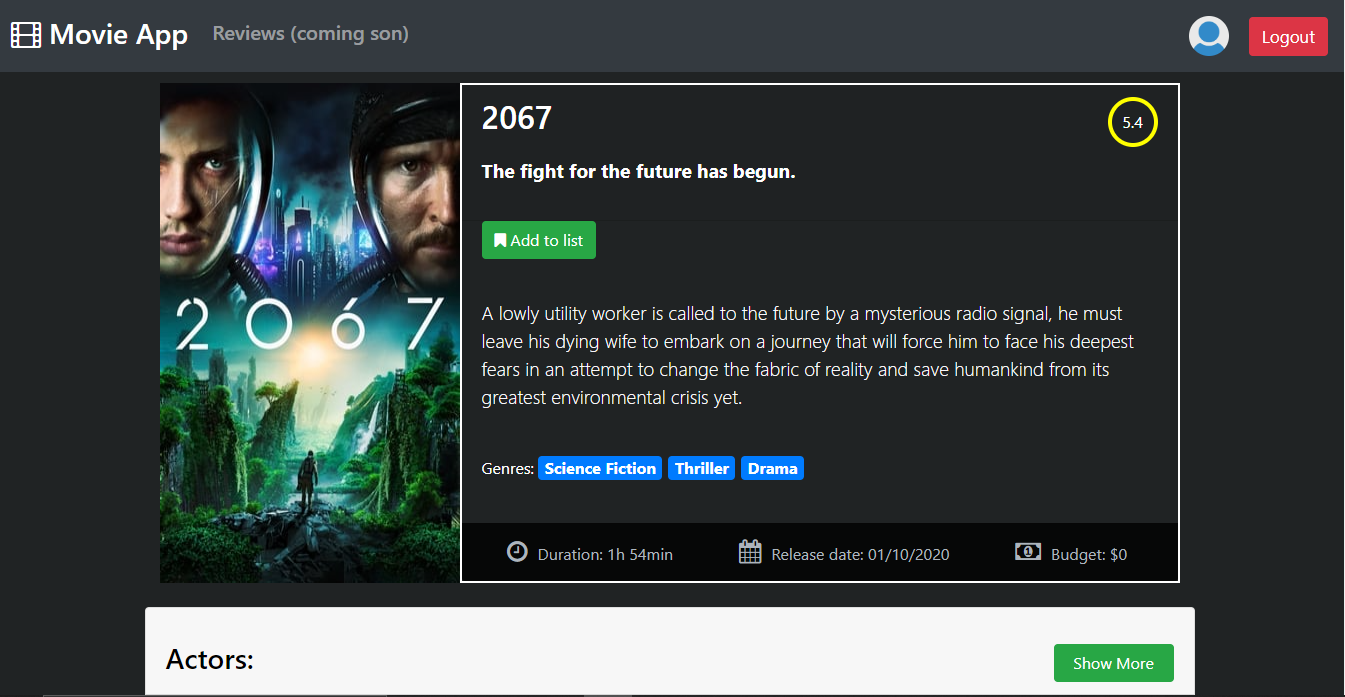 Movie App
Reviews (coming son)
Logout
2067
5.4
The fight for the future has begun.
Add to list
A lowly utility worker is called to the future by a mysterious radio signal, he must
leave his dying wife to embark on a journey that will force him to face his deepest
fears in an attempt to change the fabric of reality and save humankind from its
greatest environmental crisis yet.
Genres: Science Fiction Thriller Drama
Duration: 1h 54min
Release date: 01/10/2020
Budget: $0
2067
Actors:
Show More